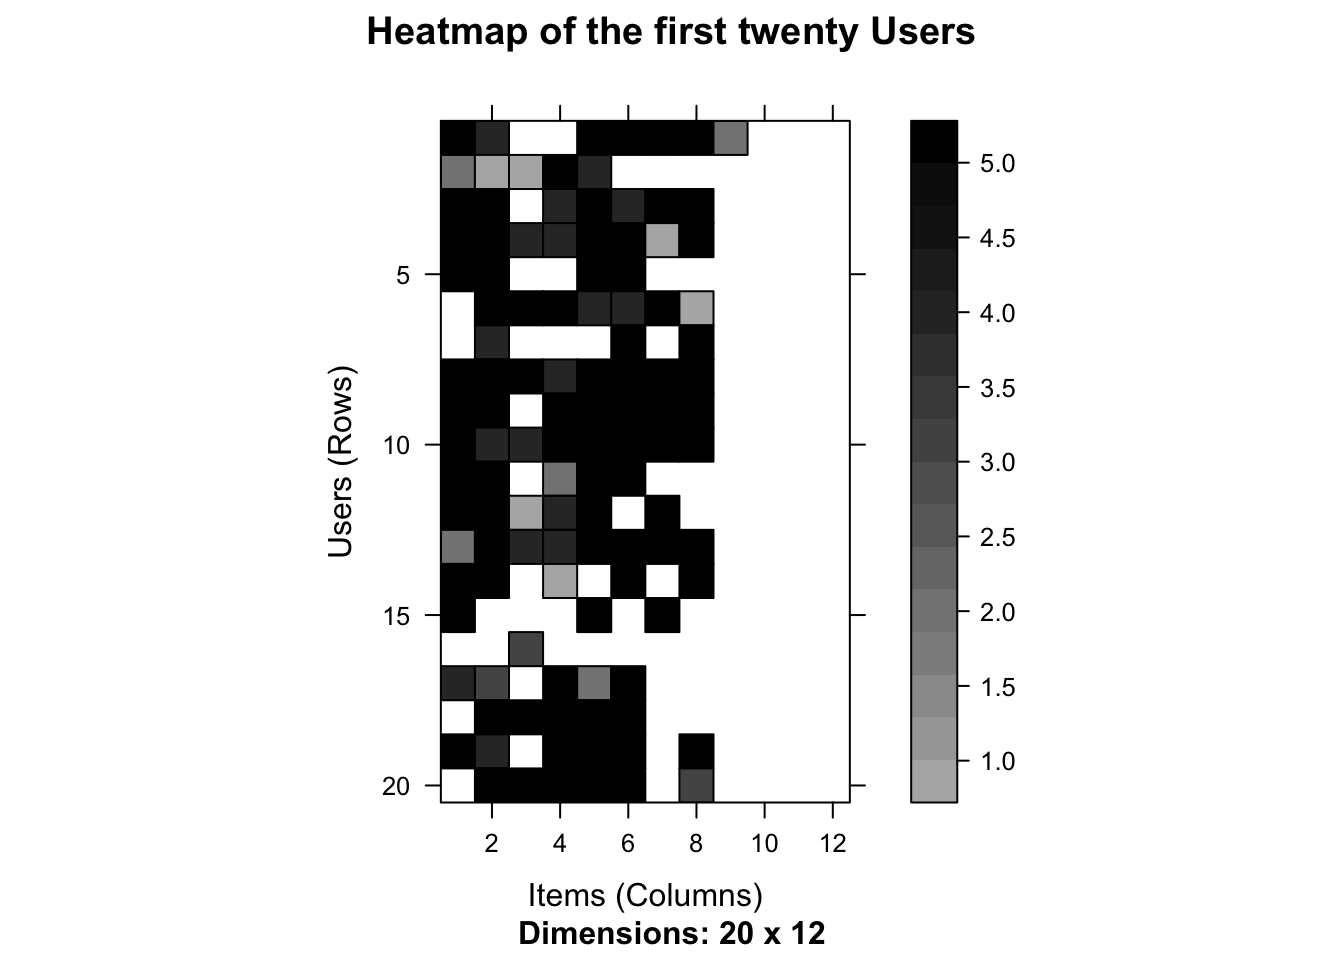 Heatmap of the first twenty Users
Users (Rows)
5
10
15
20
2 4 6 8 10 12
5.0
4.5
4.0
3.5
3.0
2.5
2.0
1.5
1.0
Items (Columns)
Dimensions: 20 x 12